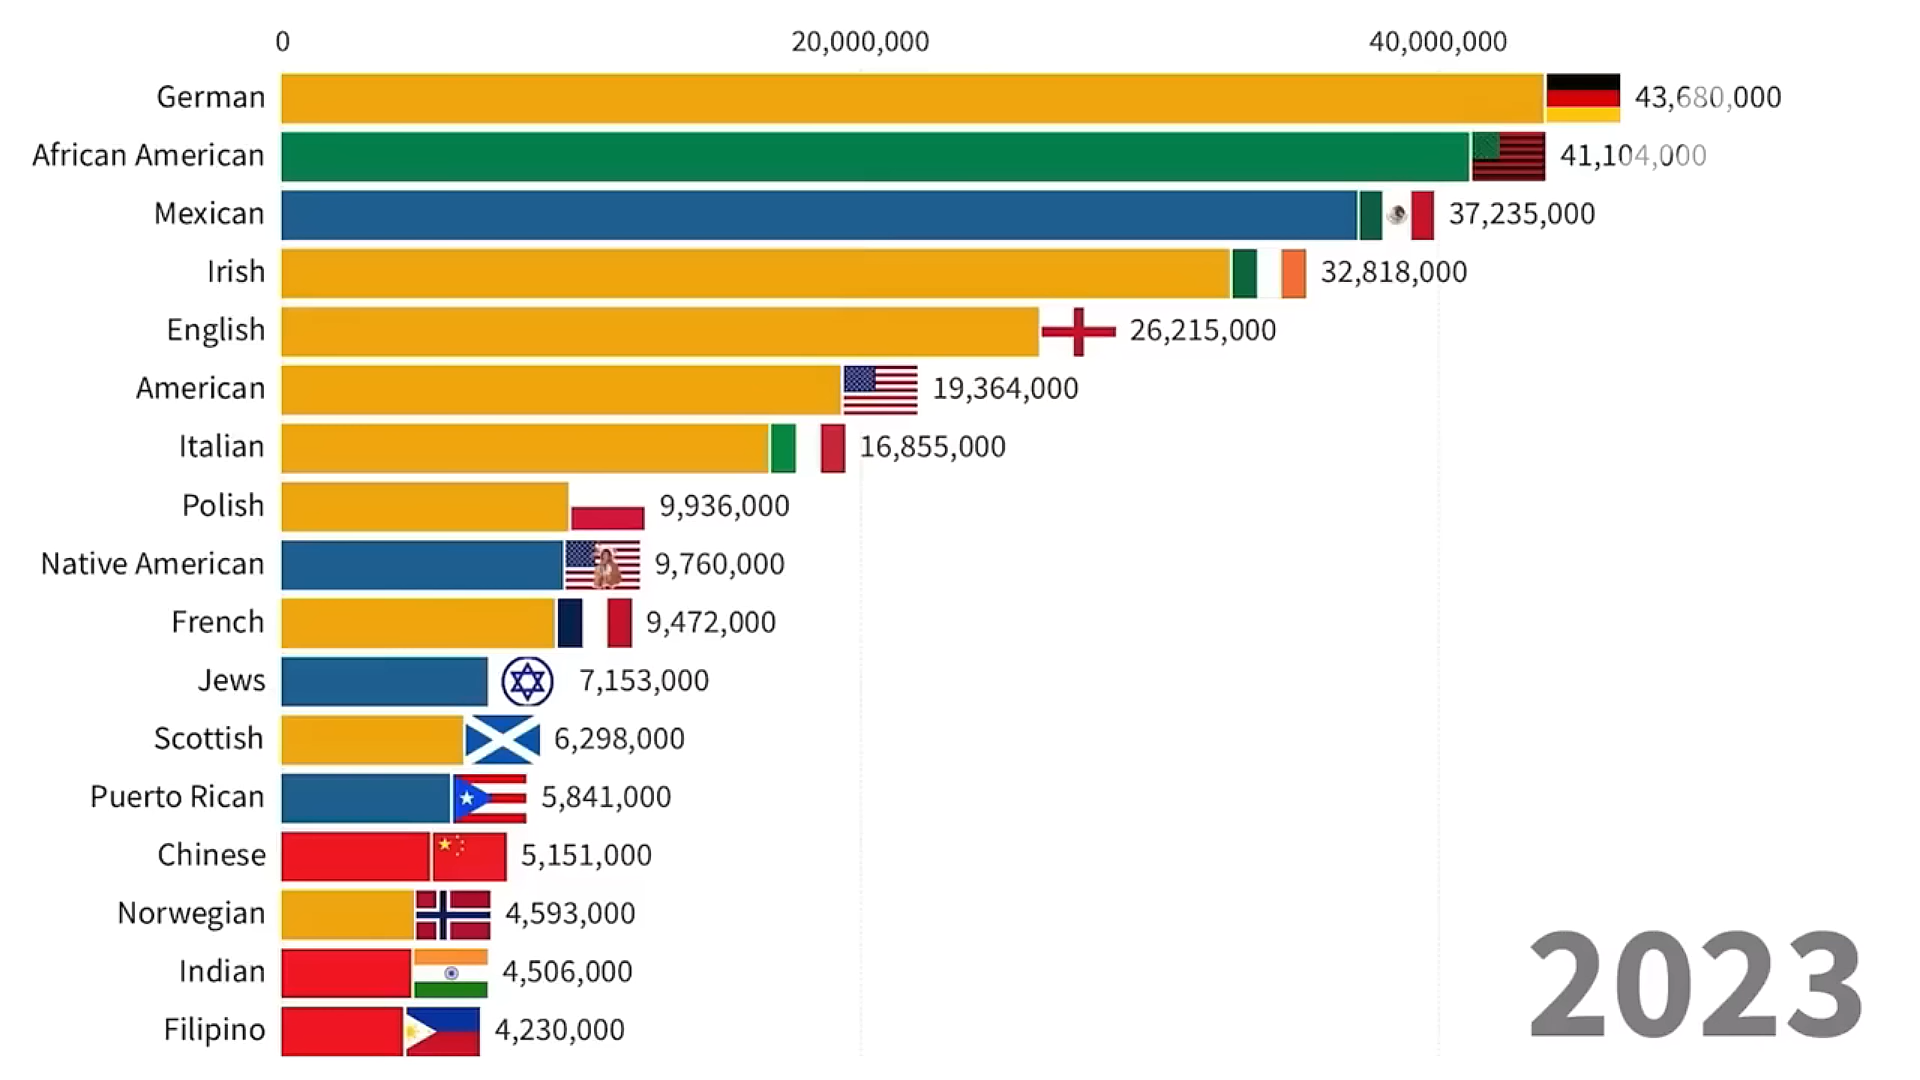 0 20,000,000 40,000,000
German 43,680,000
African American 41,104,000
Mexican 37,235,000
Irish 32,818,000
English 26,215,000
American 19,364,000
Italian 16,855,000
Polish 9,936,000
Native American 9,760,000
French 9,472,000
Jews 7,153,000
Scottish 6,298,000
Puerto Rican 5,841,000
Chinese 5,151,000
Norwegian 4,593,000
Indian 4,506,000
Filipino 4,230,000
2023